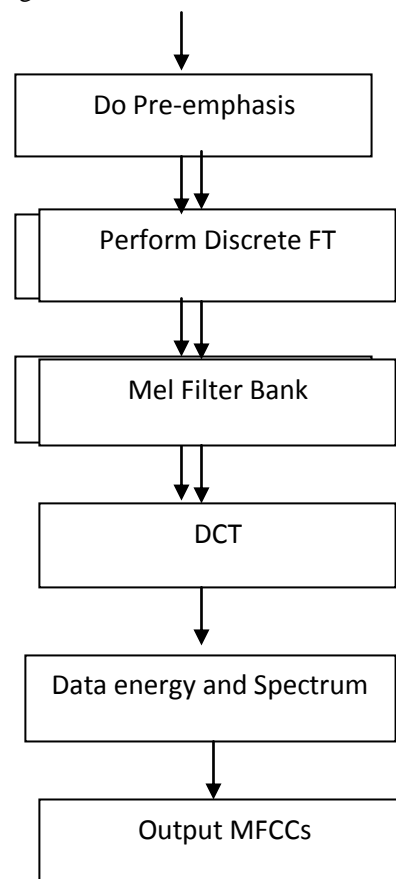 Do Pre-emphasis
Perform Discrete FT
Mel Filter Bank
DCT
Data energy and Spectrum
Output MFCCs